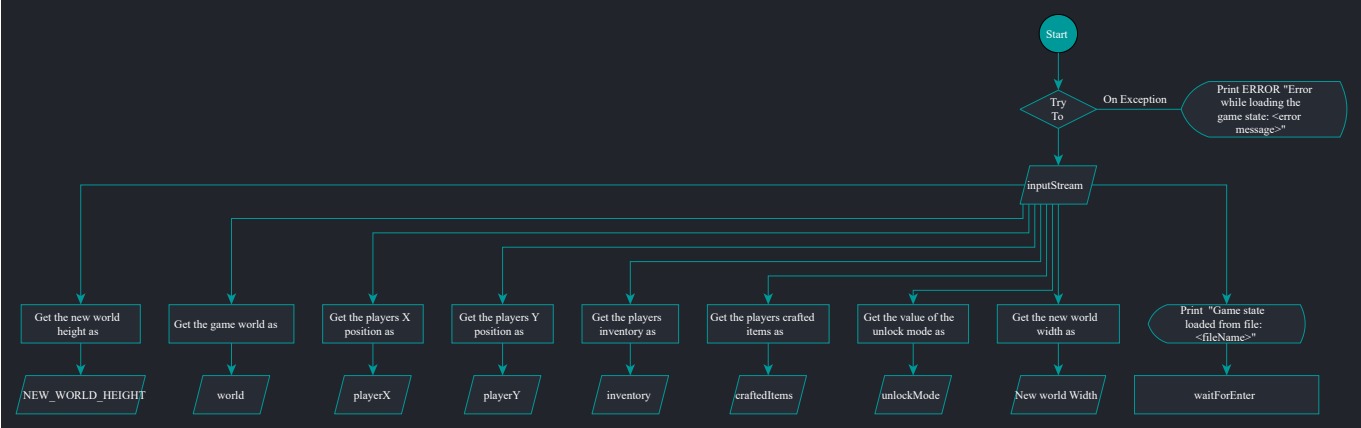 Start
Try
To
On Exception
Print ERROR "Error
while loading the
game state: <error
message>"
inputStream
Get the new world
height as
Get the game world as
Get the players X
position as
Get the players Y
position as
Get the players
inventory as
Get the players crafted
items as
Get the value of the
unlock mode as
Get the new world
width as
Print "Game state
loaded from file:
<fileName>"
NEW_WORLD_HEIGHT
world
playerX
playerY
inventory
craftedItems
unlockMode
New world Width
waitForEnter